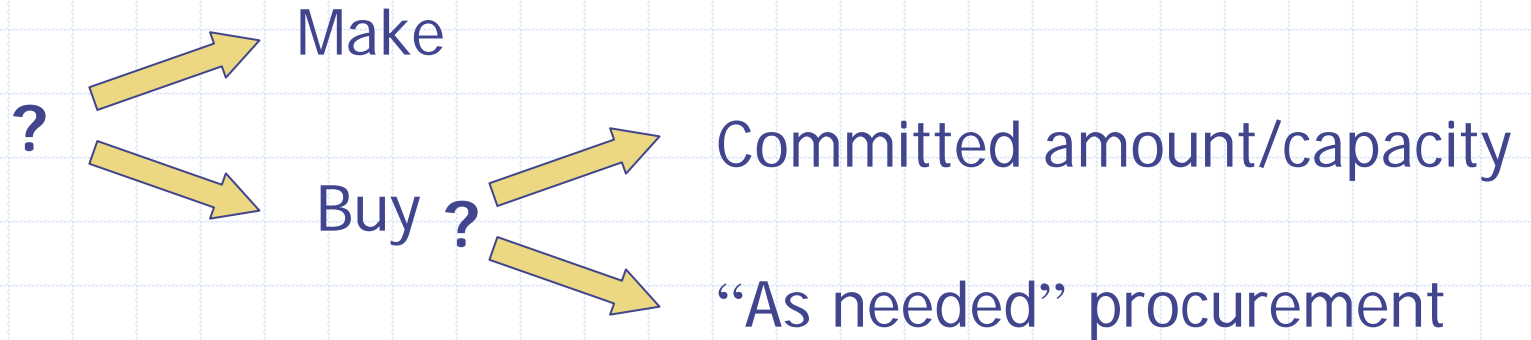 Make
?
Committed amount/capacity
Buy ?
“As needed” procurement